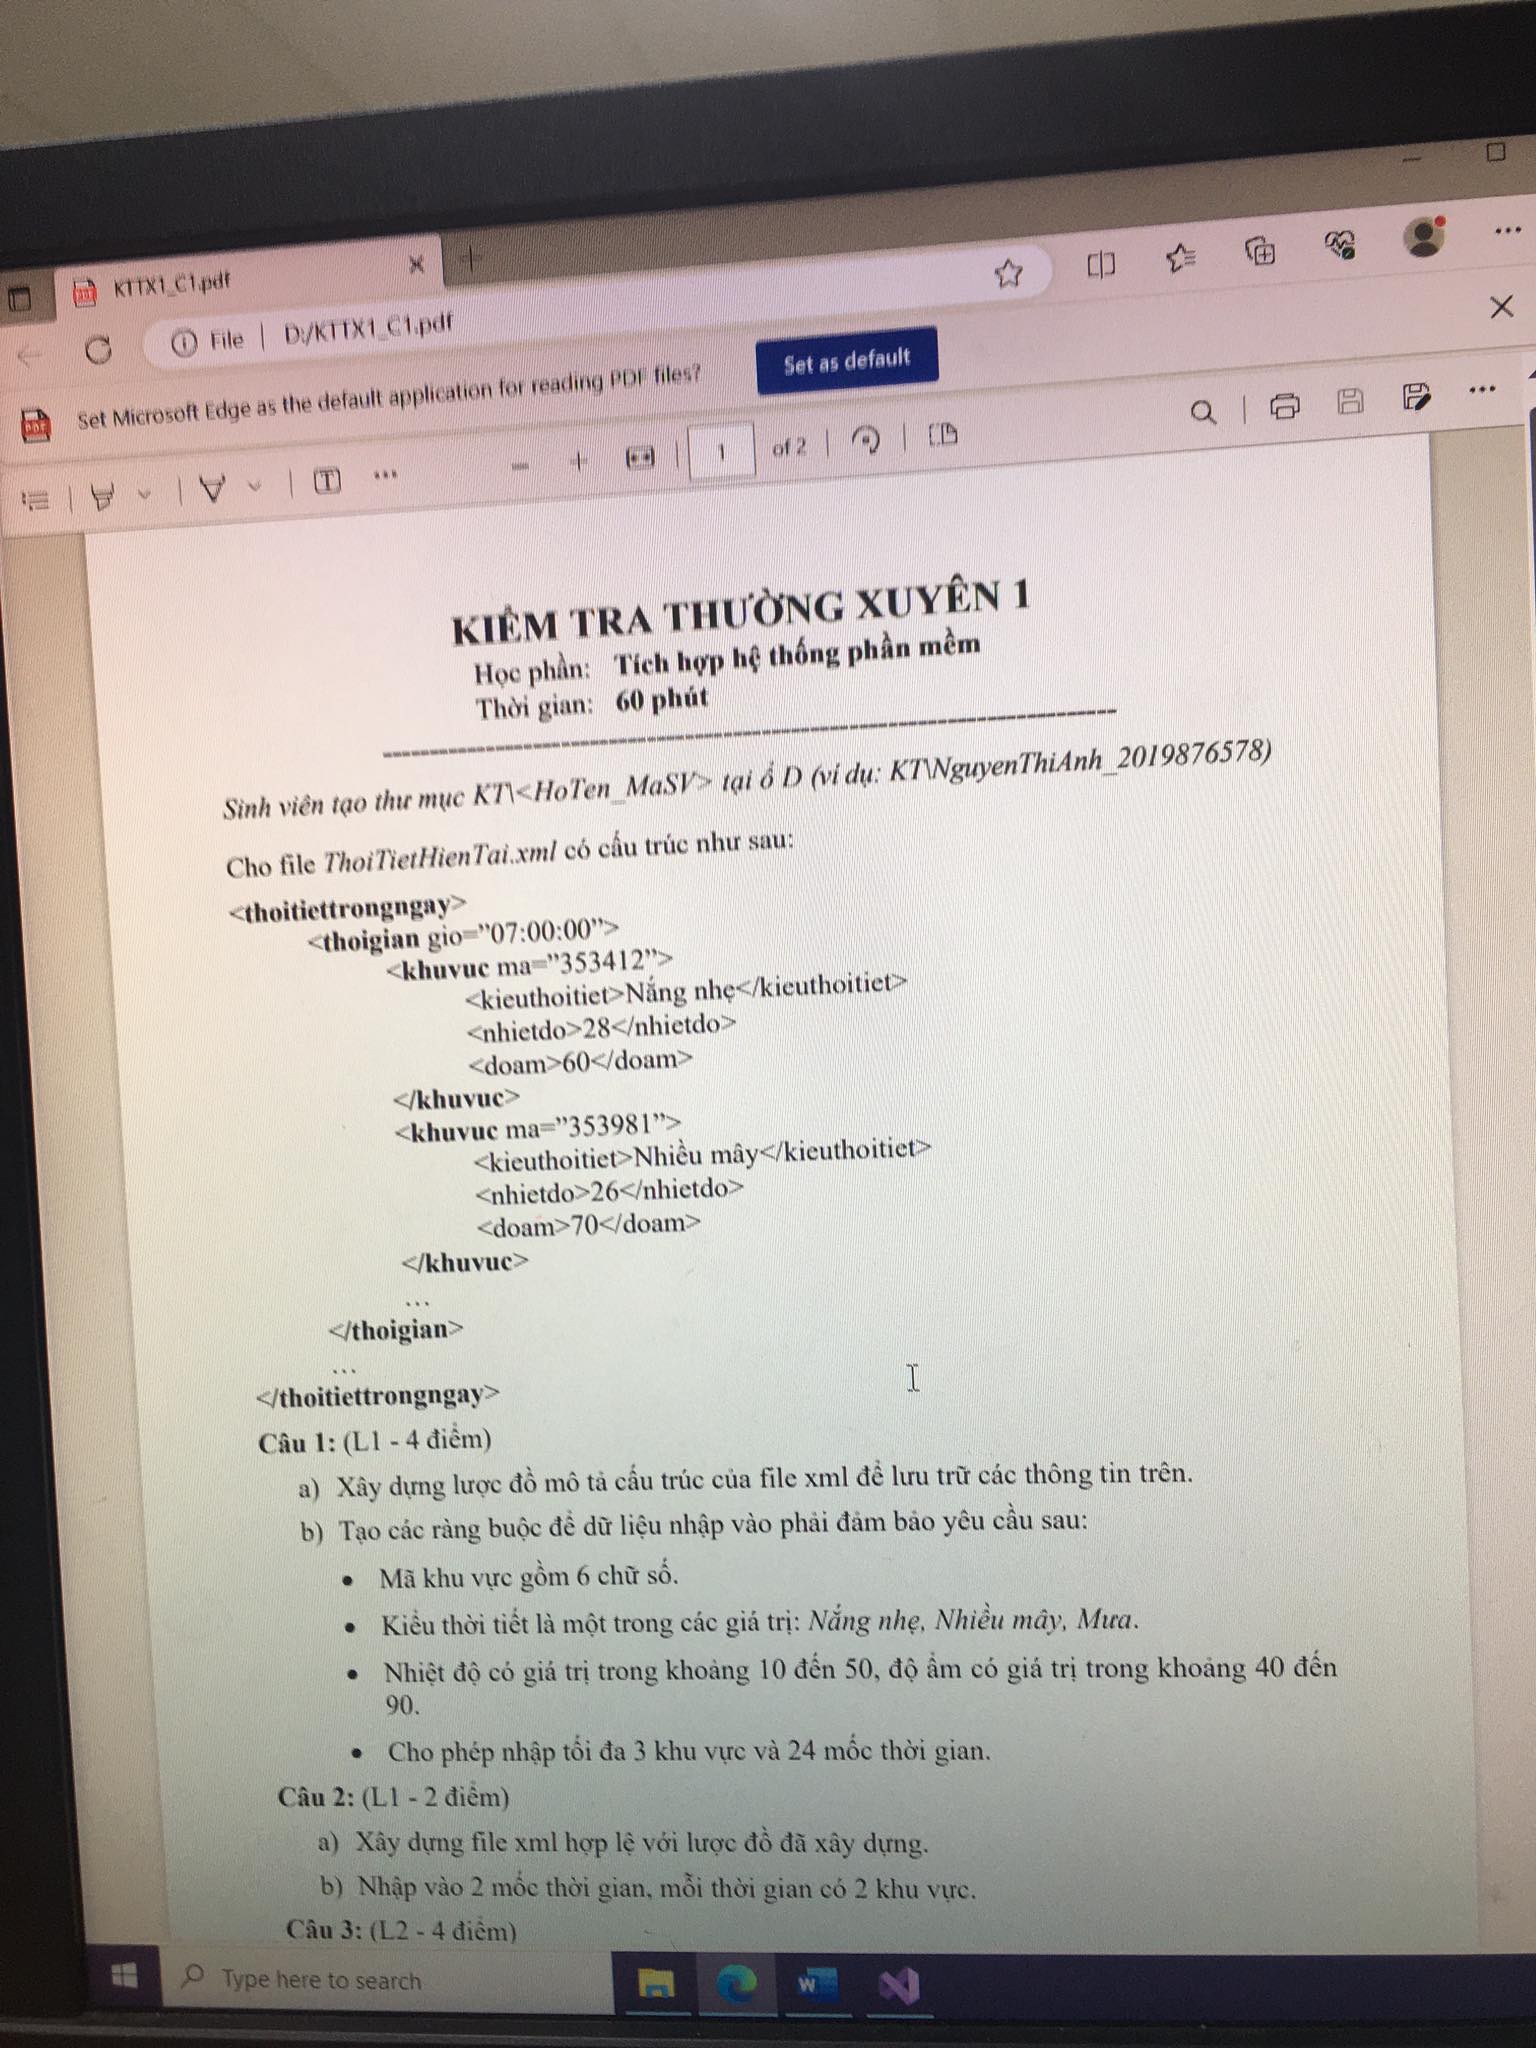 KTTX1_C1.pdf
File | D:/KTTX1_C1.pdf
Set Microsoft Edge as the default application for reading PDF files?
Set as default
1 of 2
KIỂM TRA THƯỜNG XUYÊN 1
Học phần: Tích hợp hệ thống phần mềm
Thời gian: 60 phút
Sinh viên tạo thư mục KT\<HoTen_MaSV> tại ổ D (ví dụ: KT\NguyenThiAnh_2019876578)
Cho file ThoiTietHienTai.xml có cấu trúc như sau:
<thoitiettrongngay>
<thoigian gio=”07:00:00”>
<khuvuc ma=”353412”>
<kieuthoitiet>Nắng nhẹ</kieuthoitiet>
<nhietdo>28</nhietdo>
<doam>60</doam>
</khuvuc>
<khuvuc ma=”353981”>
<kieuthoitiet>Nhiều mây</kieuthoitiet>
<nhietdo>26</nhietdo>
<doam>70</doam>
</khuvuc>
...
</thoigian>
...
</thoitiettrongngay>
Câu 1: (L1 - 4 điểm)
a) Xây dựng lược đồ mô tả cấu trúc của file xml để lưu trữ các thông tin trên.
b) Tạo các ràng buộc để dữ liệu nhập vào phải đảm bảo yêu cầu sau:
• Mã khu vực gồm 6 chữ số.
• Kiểu thời tiết là một trong các giá trị: Nắng nhẹ, Nhiều mây, Mưa.
• Nhiệt độ có giá trị trong khoảng 10 đến 50, độ ẩm có giá trị trong khoảng 40 đến
90.
• Cho phép nhập tối đa 3 khu vực và 24 mốc thời gian.
Câu 2: (L1 - 2 điểm)
a) Xây dựng file xml hợp lệ với lược đồ đã xây dựng.
b) Nhập vào 2 mốc thời gian, mỗi thời gian có 2 khu vực.
Câu 3: (L2 - 4 điểm)
Type here to search